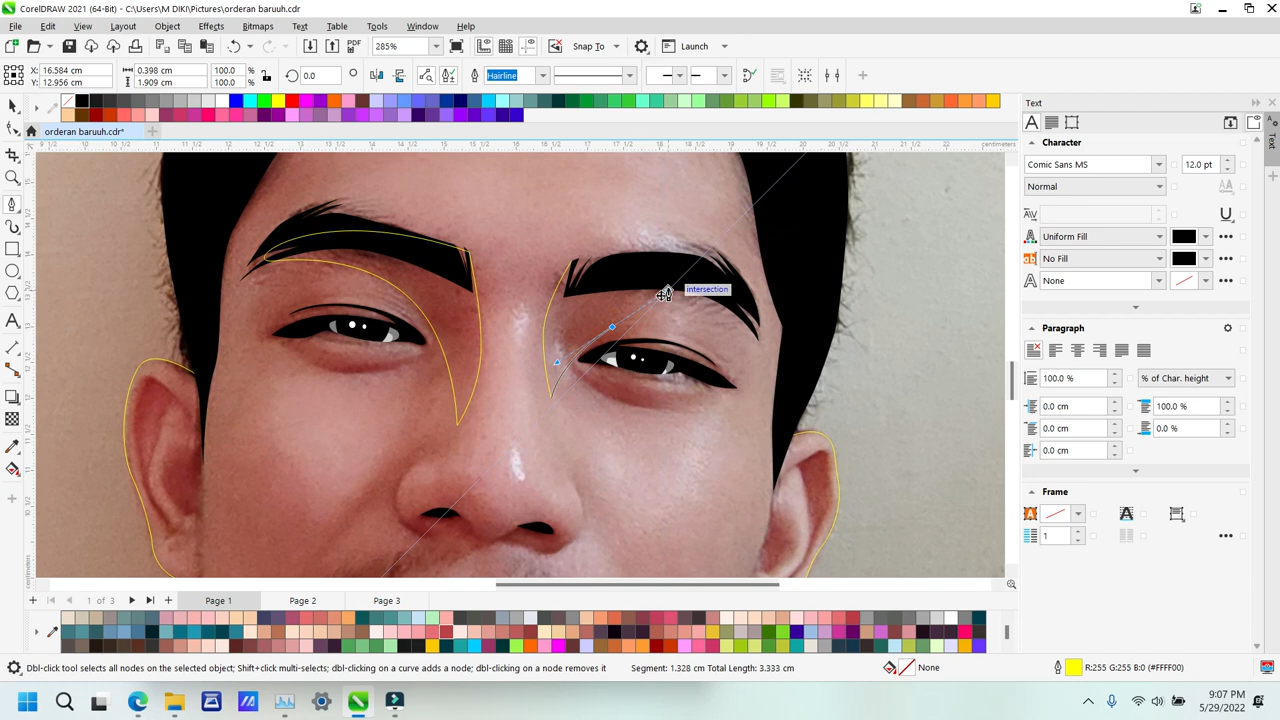 CorelDRAW 2021 (64-Bit) - C:\Users\M DIKI\Pictures\orderan baruuh.cdr
File Edit View Layout Object Effects Bitmaps Text Table Tools Window Help
PDF 285% Snap To Launch
X: 16.584 cm 0.398 cm 100.0 % 0.0 Hairline
Y: 12.956 cm 1.909 cm 100.0 %
orderan baruuh.cdr*
centimeters
intersection
Text
Character
Comic Sans MS 12.0 pt
Normal
Uniform Fill
No Fill
None
Paragraph
100.0 % % of Char. height
0.0 cm 100.0 %
0.0 cm 0.0 %
0.0 cm
Frame
1
1 of 3 Page 1 Page 2 Page 3
Dbl-click tool selects all nodes on the selected object; Shift+click multi-selects; dbl-clicking on a curve adds a node; dbl-clicking on a node removes it Segment: 1.328 cm Total Length: 3.333 cm None R:255 G:255 B:0 (#FFFF00)
9:07 PM
5/29/2022